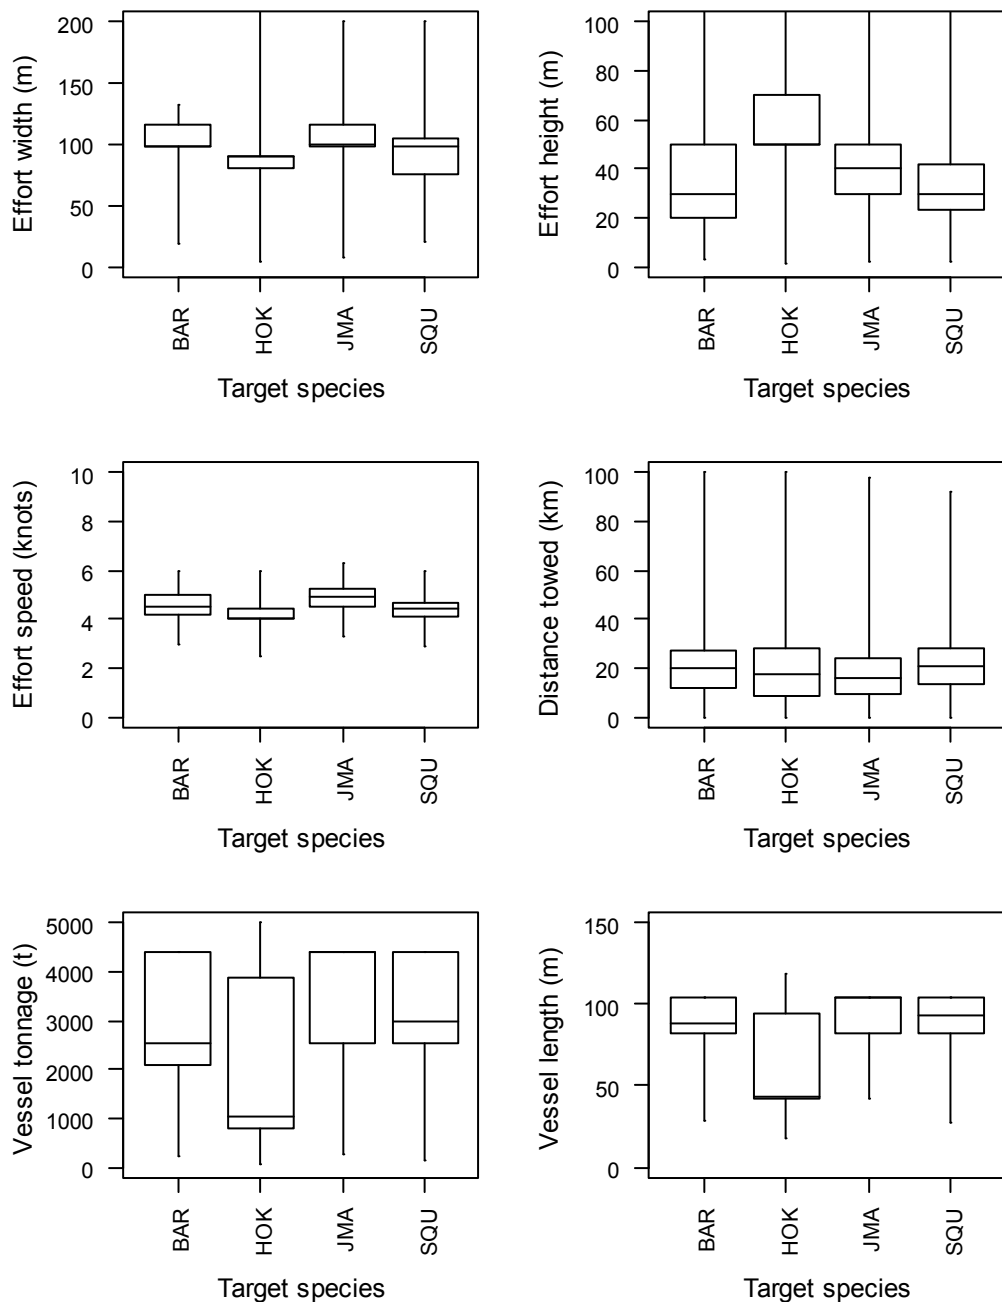 Effort width (m)
200
150
100
50
0
BAR
HOK
JMA
SQU
Target species
Effort height (m)
100
80
60
40
20
0
BAR
HOK
JMA
SQU
Target species
Effort speed (knots)
10
8
6
4
2
0
BAR
HOK
JMA
SQU
Target species
Distance towed (km)
100
80
60
40
20
0
BAR
HOK
JMA
SQU
Target species
Vessel tonnage (t)
5000
4000
3000
2000
1000
0
BAR
HOK
JMA
SQU
Target species
Vessel length (m)
150
100
50
0
BAR
HOK
JMA
SQU
Target species